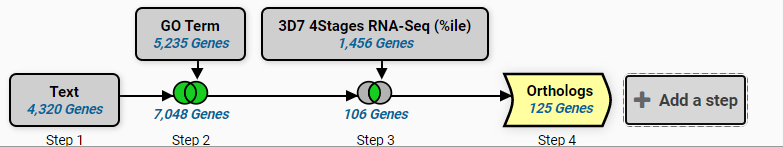 GO Term
5,235 Genes
3D7 4Stages RNA-Seq (%ile)
1,456 Genes
Text
4,320 Genes
7,048 Genes
106 Genes
Orthologs
125 Genes
+ Add a step
Step 1
Step 2
Step 3
Step 4